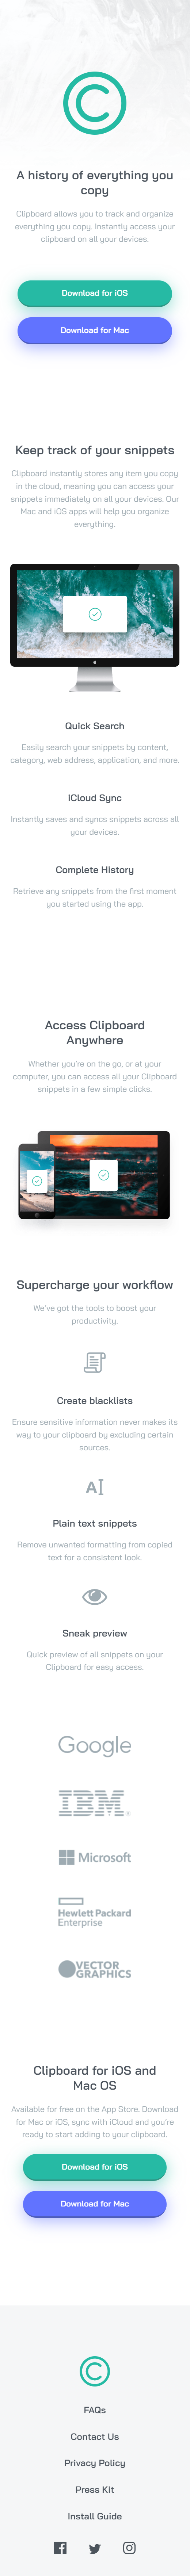 A history of everything you
copy
Clipboard allows you to track and organize
everything you copy. Instantly access your
clipboard on all your devices.
Download for iOS
Download for Mac
Keep track of your snippets
Clipboard instantly stores any item you copy
in the cloud, meaning you can access your
snippets immediately on all your devices. Our
Mac and iOS apps will help you organize
everything.
Quick Search
Easily search your snippets by content,
category, web address, application, and more.
iCloud Sync
Instantly saves and syncs snippets across all
your devices.
Complete History
Retrieve any snippets from the first moment
you started using the app.
Access Clipboard
Anywhere
Whether you’re on the go, or at your
computer, you can access all your Clipboard
snippets in a few simple clicks.
Supercharge your workflow
We’ve got the tools to boost your
productivity.
Create blacklists
Ensure sensitive information never makes its
way to your clipboard by excluding certain
sources.
Plain text snippets
Remove unwanted formatting from copied
text for a consistent look.
Sneak preview
Quick preview of all snippets on your
Clipboard for easy access.
Google
IBM
Microsoft
Hewlett Packard
Enterprise
VECTOR
GRAPHICS
Clipboard for iOS and
Mac OS
Available for free on the App Store. Download
for Mac or iOS, sync with iCloud and you’re
ready to start adding to your clipboard.
Download for iOS
Download for Mac
FAQs
Contact Us
Privacy Policy
Press Kit
Install Guide